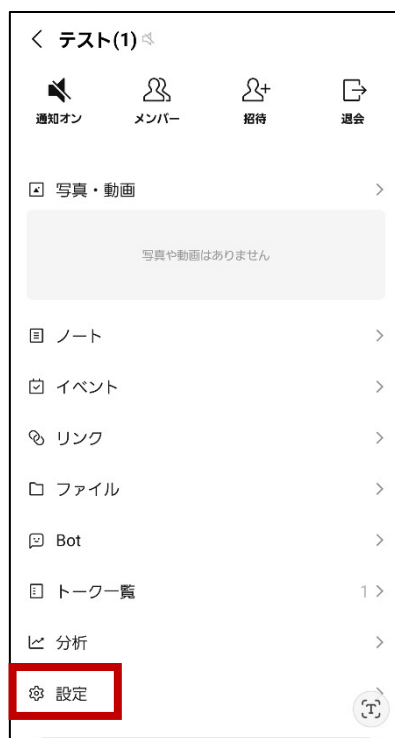 テスト(1)
通知オン メンバー 招待 退会
写真・動画
写真や動画はありません
ノート
イベント
リンク
ファイル
Bot
トーク一覧 1
分析
設定
T